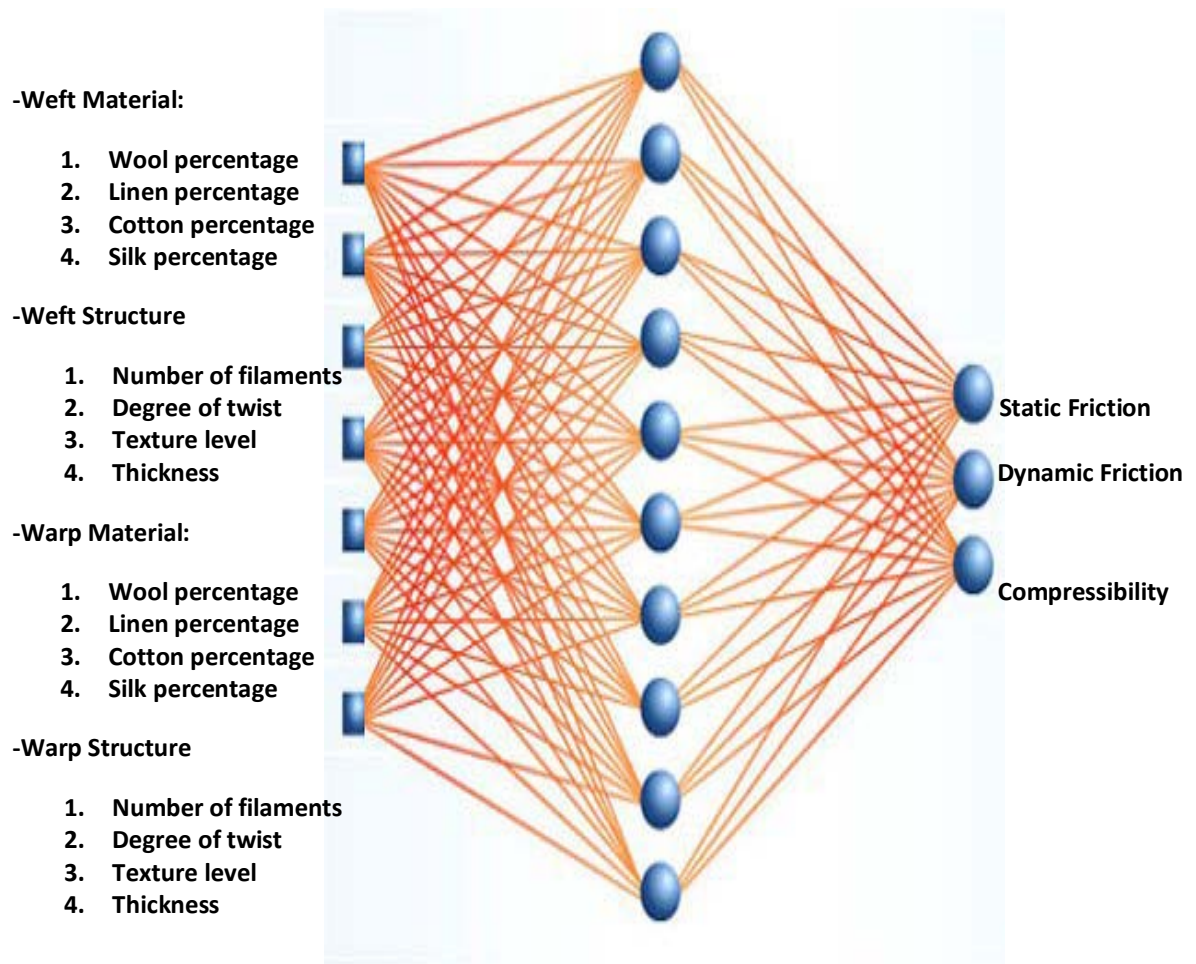 -Weft Material:
1. Wool percentage
2. Linen percentage
3. Cotton percentage
4. Silk percentage
-Weft Structure
1. Number of filaments
2. Degree of twist
3. Texture level
4. Thickness
-Warp Material:
1. Wool percentage
2. Linen percentage
3. Cotton percentage
4. Silk percentage
-Warp Structure
1. Number of filaments
2. Degree of twist
3. Texture level
4. Thickness
Static Friction
Dynamic Friction
Compressibility